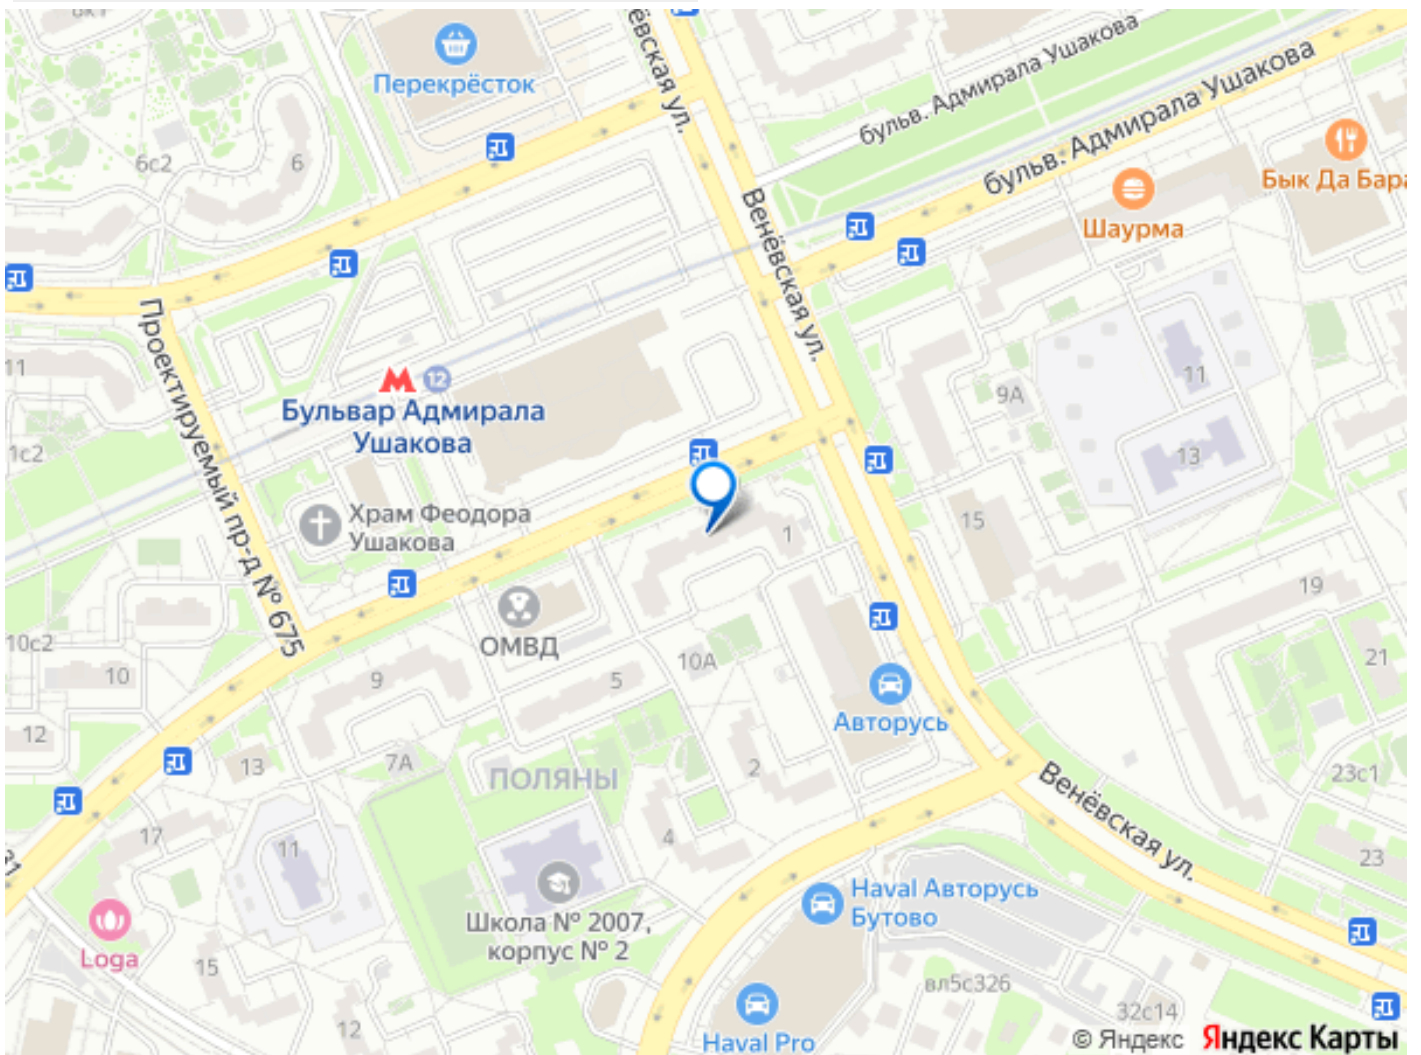 6к1
Перекрёсток
ёвская ул.
бульв. Адмирала Ушакова
бульв. Адмирала Ушакова
Бык Да Бара
Шаурма
6с2
6
Венёвская ул.
Проектируемый пр-д № 675
11
12
Бульвар Адмирала
Ушакова
1с2
9А
11
13
Храм Феодора
Ушакова
1
15
19
ОМВД
10с2
10
9
5
10А
21
12
Авторусь
13
7А
ПОЛЯНЫ
2
23с1
Венёвская ул.
17
11
4
23
Школа № 2007,
корпус № 2
Haval Авторусь
Бутово
Loga
15
вл5с326
12
32с14
Haval Pro
© Яндекс Яндекс Карты